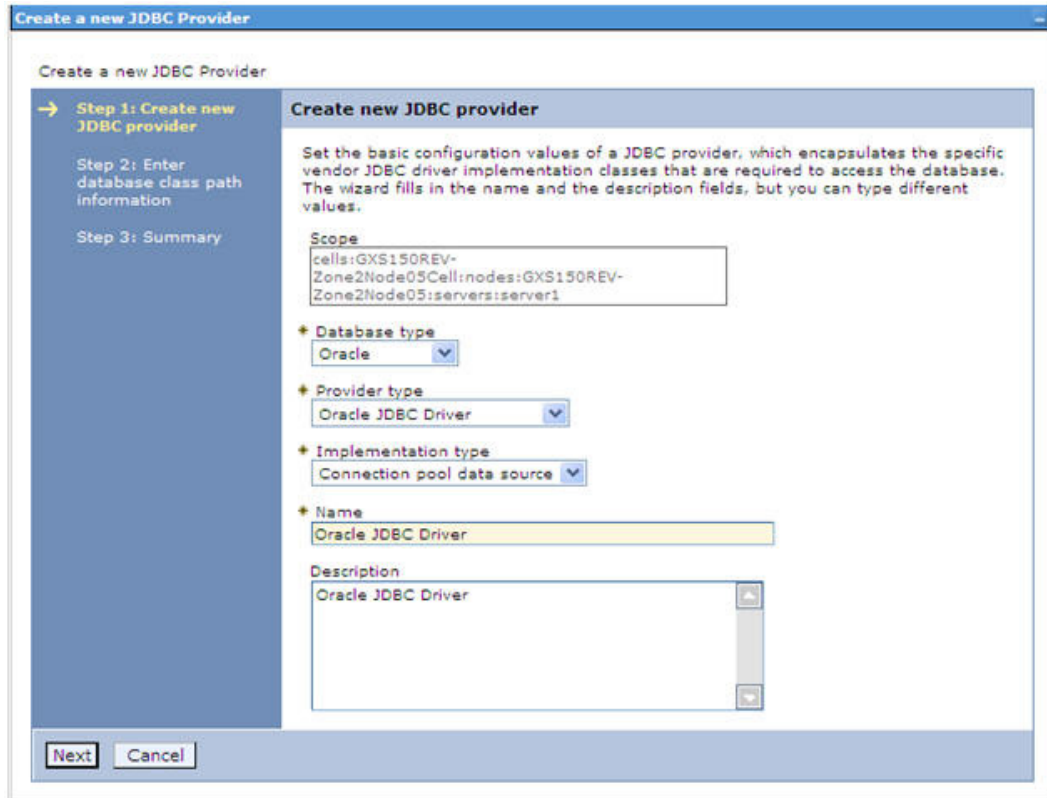 Create a new JDBC Provider
Create a new JDBC Provider
Step 1: Create new
JDBC provider
Step 2: Enter
database class path
information
Step 3: Summary
Create new JDBC provider
Set the basic configuration values of a JDBC provider, which encapsulates the specific
vendor JDBC driver implementation classes that are required to access the database.
The wizard fills in the name and the description fields, but you can type different
values.
Scope
cells:GXS150REV-
Zone2Node05Cell:nodes:GXS150REV-
Zone2Node05:servers:server1
Database type
Oracle
Provider type
Oracle JDBC Driver
Implementation type
Connection pool data source
Name
Oracle JDBC Driver
Description
Oracle JDBC Driver
Next
Cancel